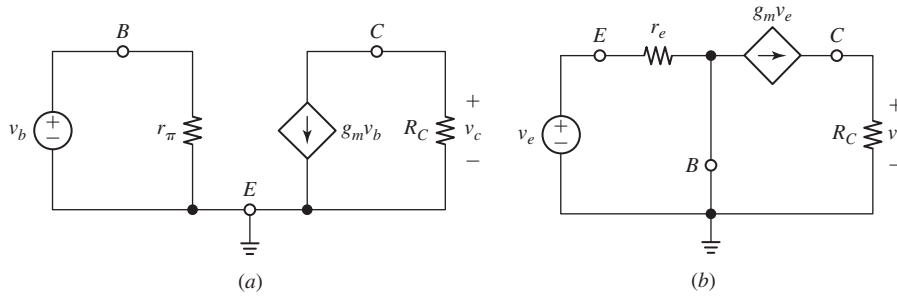 B
C
v_b
+
−
r_π
g_m v_b
R_C
+
v_c
−
E
(a)
E
r_e
g_m v_e
C
v_e
+
−
B
R_C
+
v
−
(b)